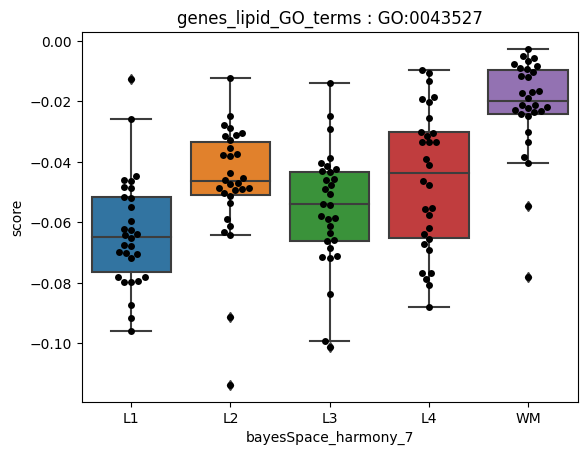 genes_lipid_GO_terms : GO:0043527
0.00
−0.02
−0.04
−0.06
−0.08
−0.10
score
L1 L2 L3 L4 WM
bayesSpace_harmony_7